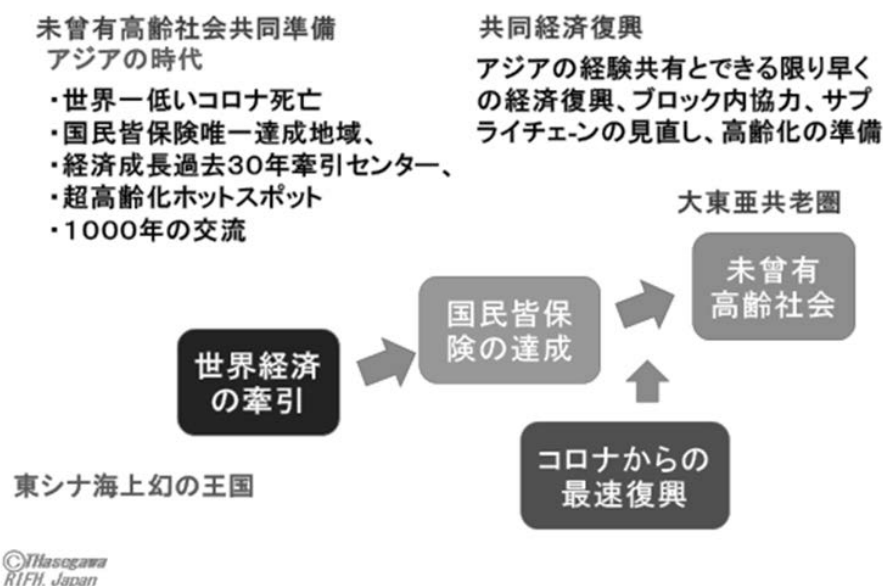 未曾有高齢社会共同準備
アジアの時代
・世界一低いコロナ死亡
・国民皆保険唯一達成地域、
・経済成長過去30年牽引センター、
・超高齢化ホットスポット
・1000年の交流
共同経済復興
アジアの経験共有とできる限り早く
の経済復興、ブロック内協力、サプ
ライチェ-ンの見直し、高齢化の準備
大東亜共老圏
未曾有
高齢社会
国民皆保
険の達成
世界経済
の牽引
コロナからの
最速復興
東シナ海上幻の王国
©THasegawa
RIFH, Japan